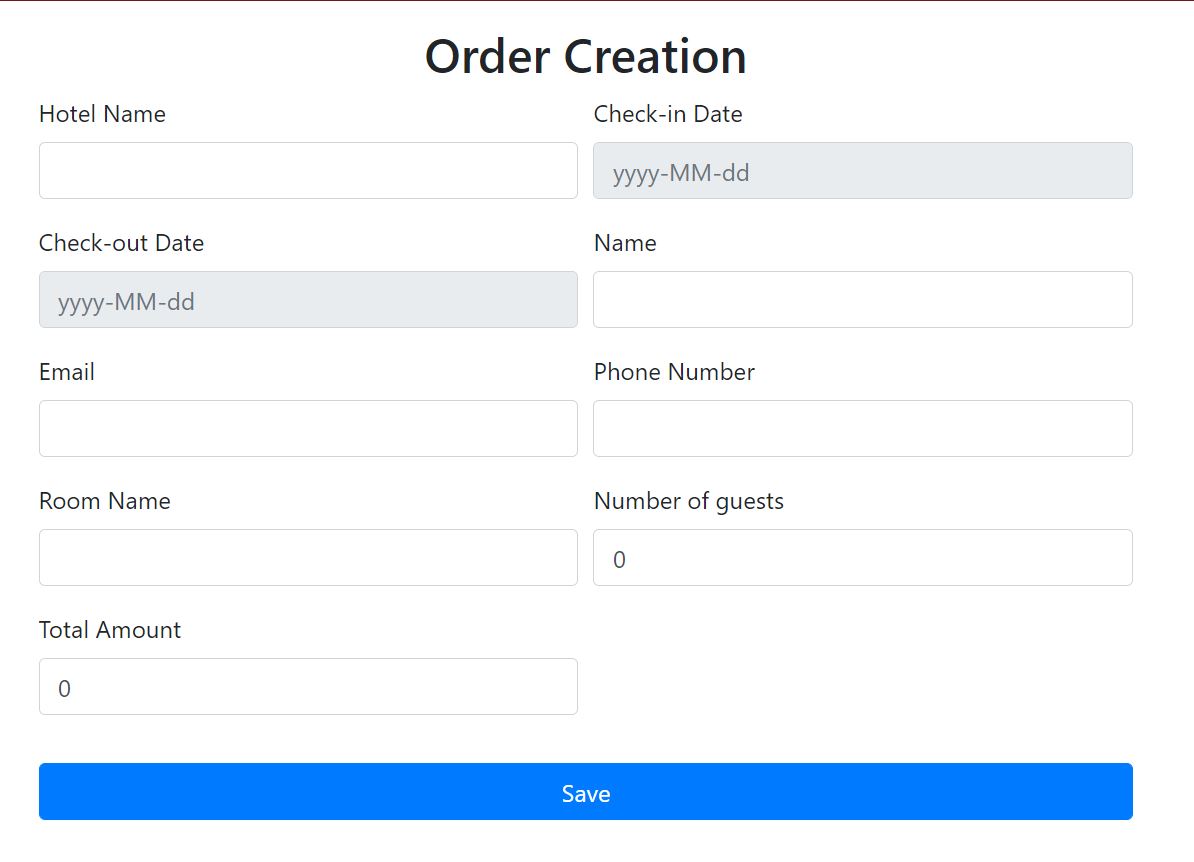 Order Creation
Hotel Name
Check-in Date
yyyy-MM-dd
Check-out Date
yyyy-MM-dd
Name
Email
Phone Number
Room Name
Number of guests
0
Total Amount
0
Save